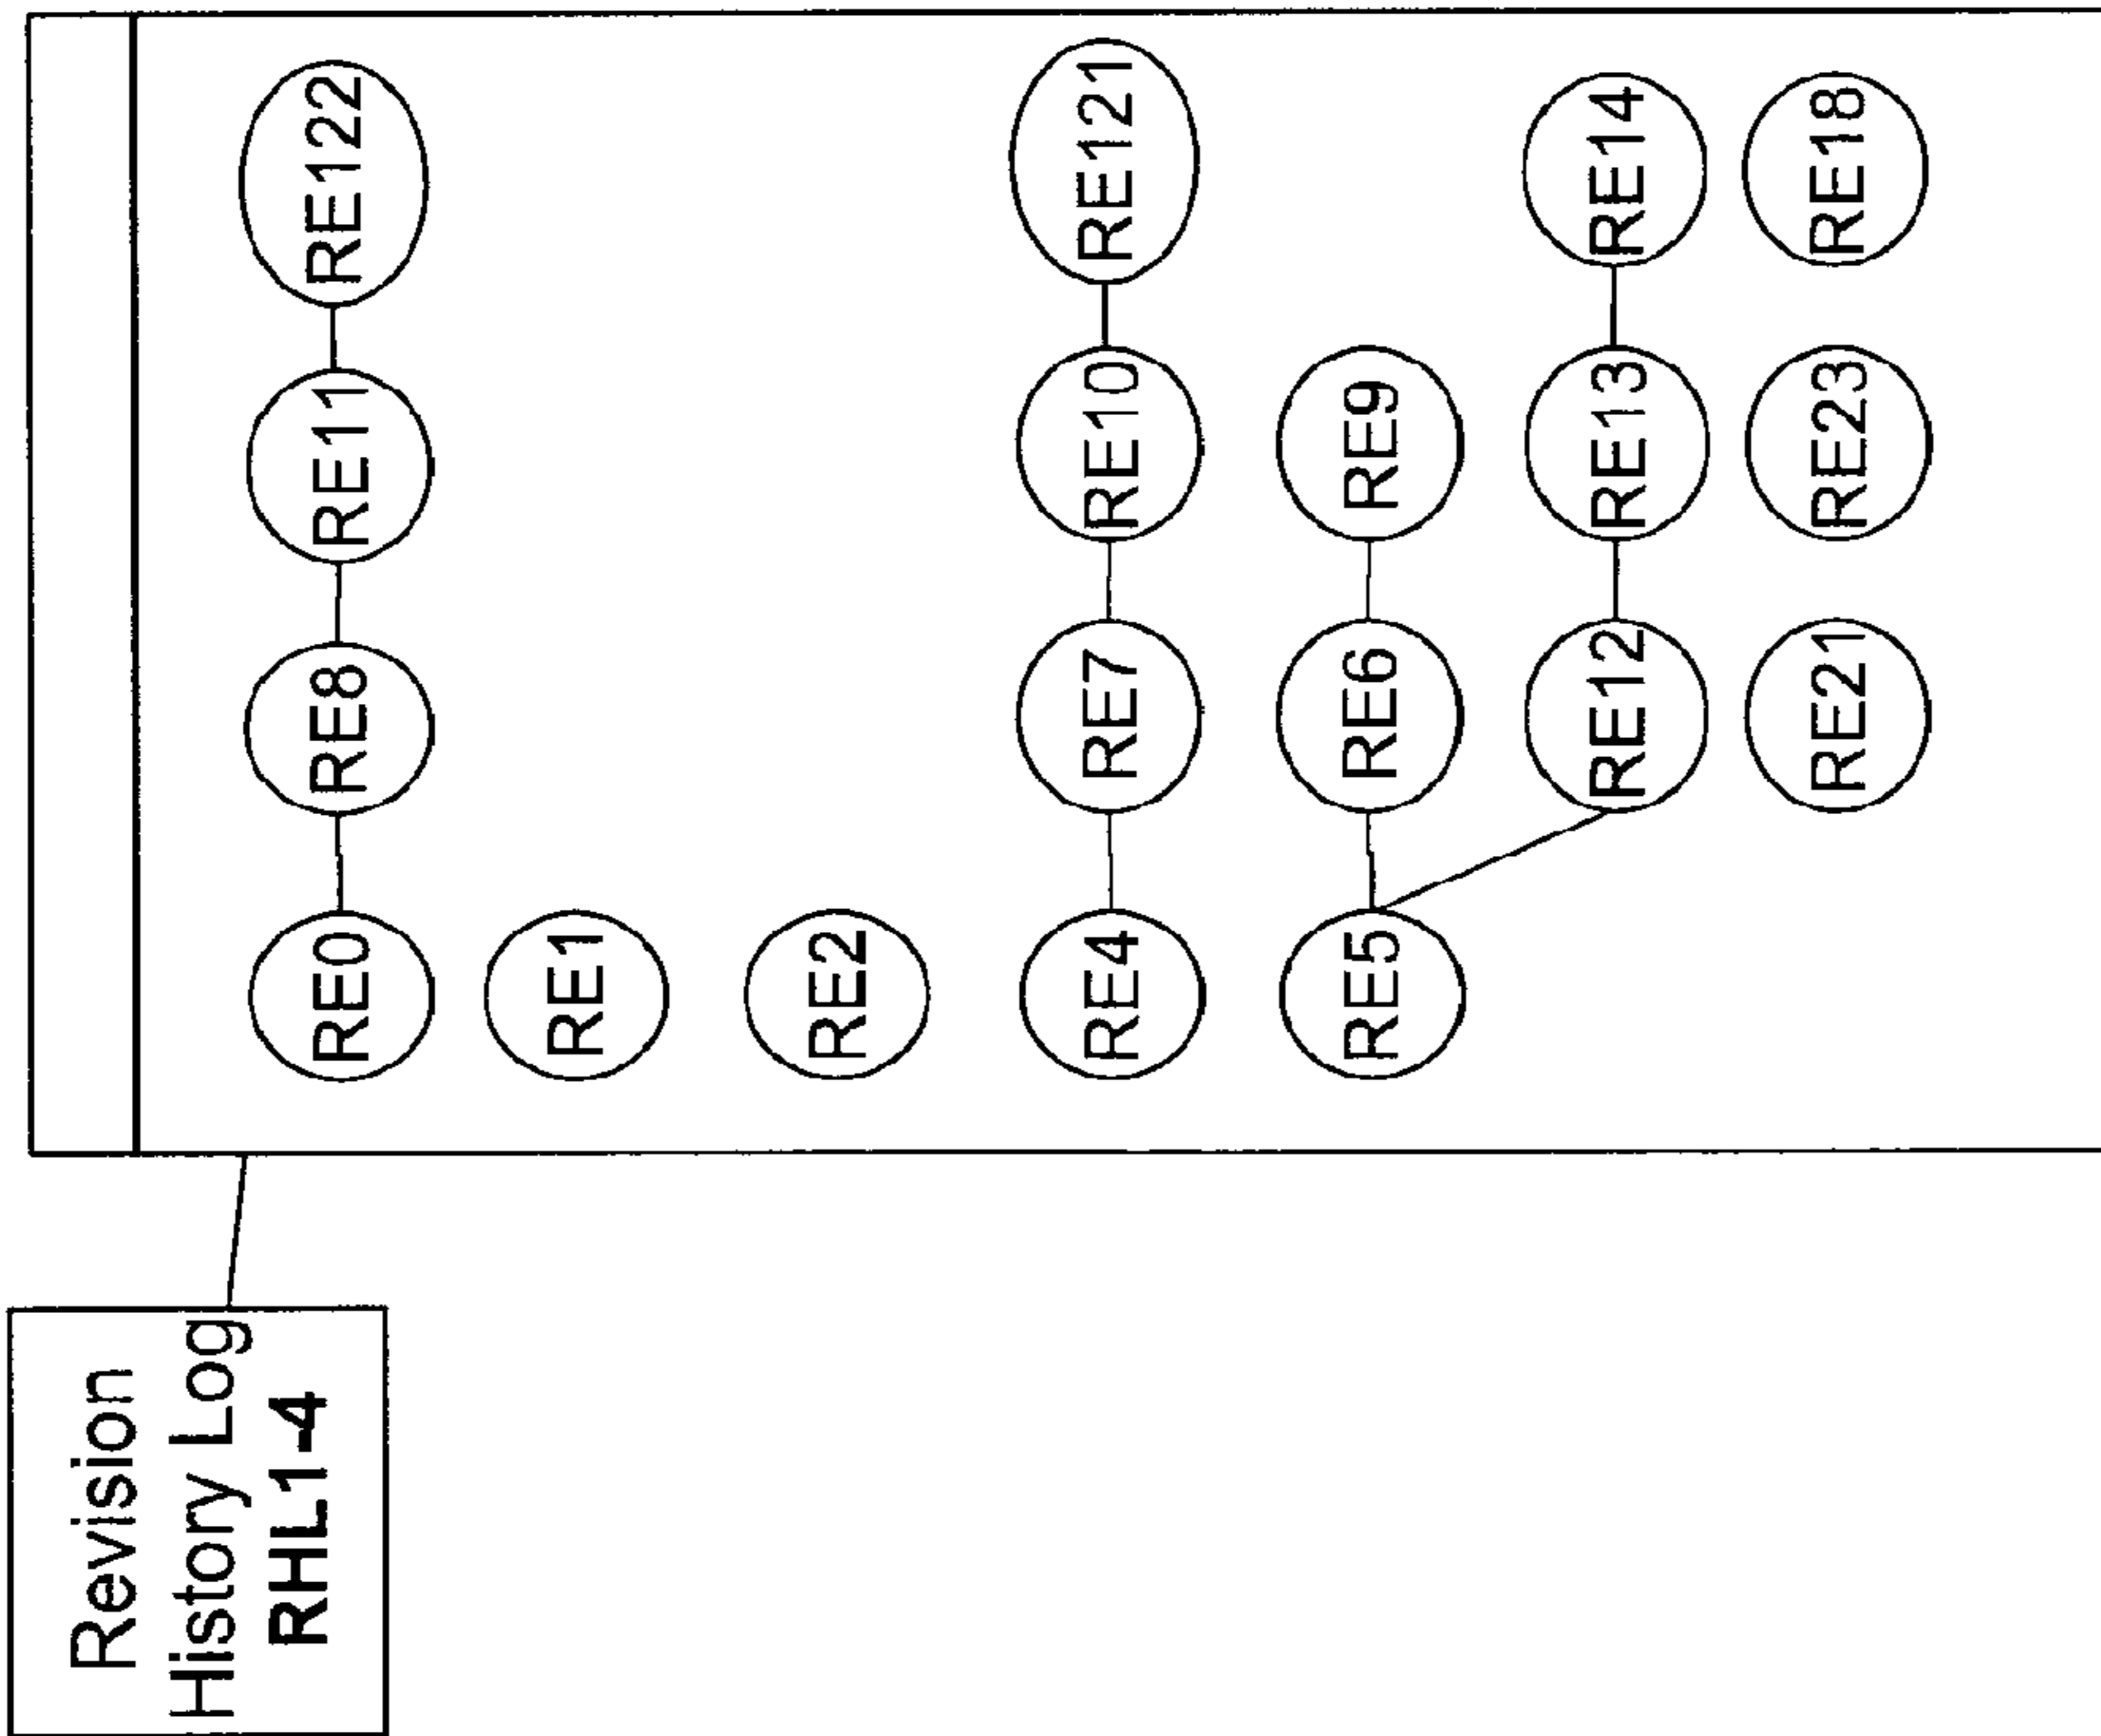 Revision
History Log
RHL1-4
RE0
RE8
RE11
RE122
RE1
RE2
RE4
RE7
RE10
RE121
RE5
RE6
RE9
RE12
RE13
RE14
RE21
RE23
RE18